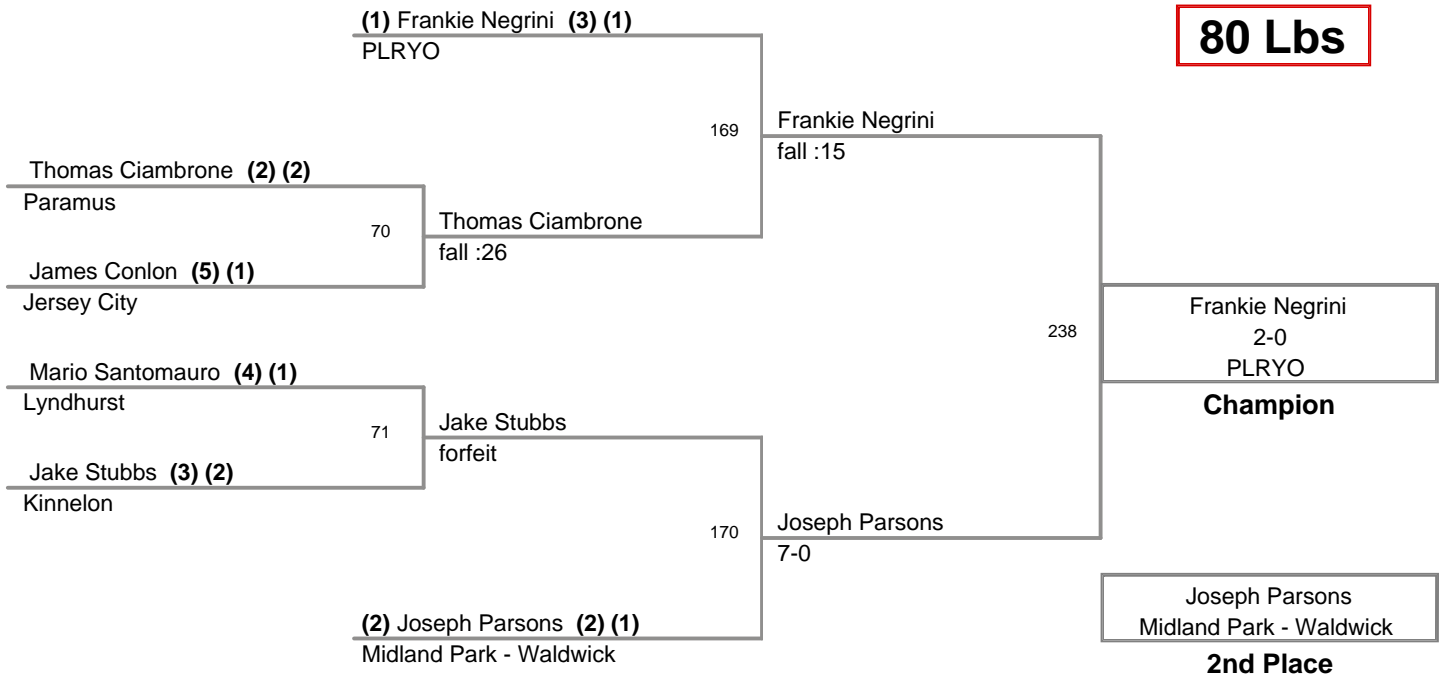 (1) Frankie Negrini (3) (1)
PLRYO
80 Lbs
169
Frankie Negrini
fall :15
Thomas Ciambrone (2) (2)
Paramus
70
Thomas Ciambrone
fall :26
James Conlon (5) (1)
Jersey City
238
Frankie Negrini
2-0
PLRYO
Champion
Mario Santomauro (4) (1)
Lyndhurst
71
Jake Stubbs
forfeit
Jake Stubbs (3) (2)
Kinnelon
170
Joseph Parsons
7-0
(2) Joseph Parsons (2) (1)
Midland Park - Waldwick
Joseph Parsons
Midland Park - Waldwick
2nd Place